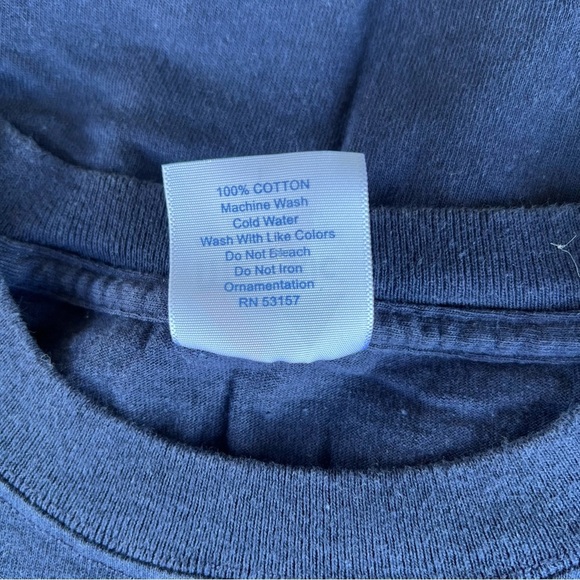 100% COTTON
Machine Wash
Cold Water
Wash With Like Colors
Do Not Bleach
Do Not Iron
Ornamentation
RN 53157